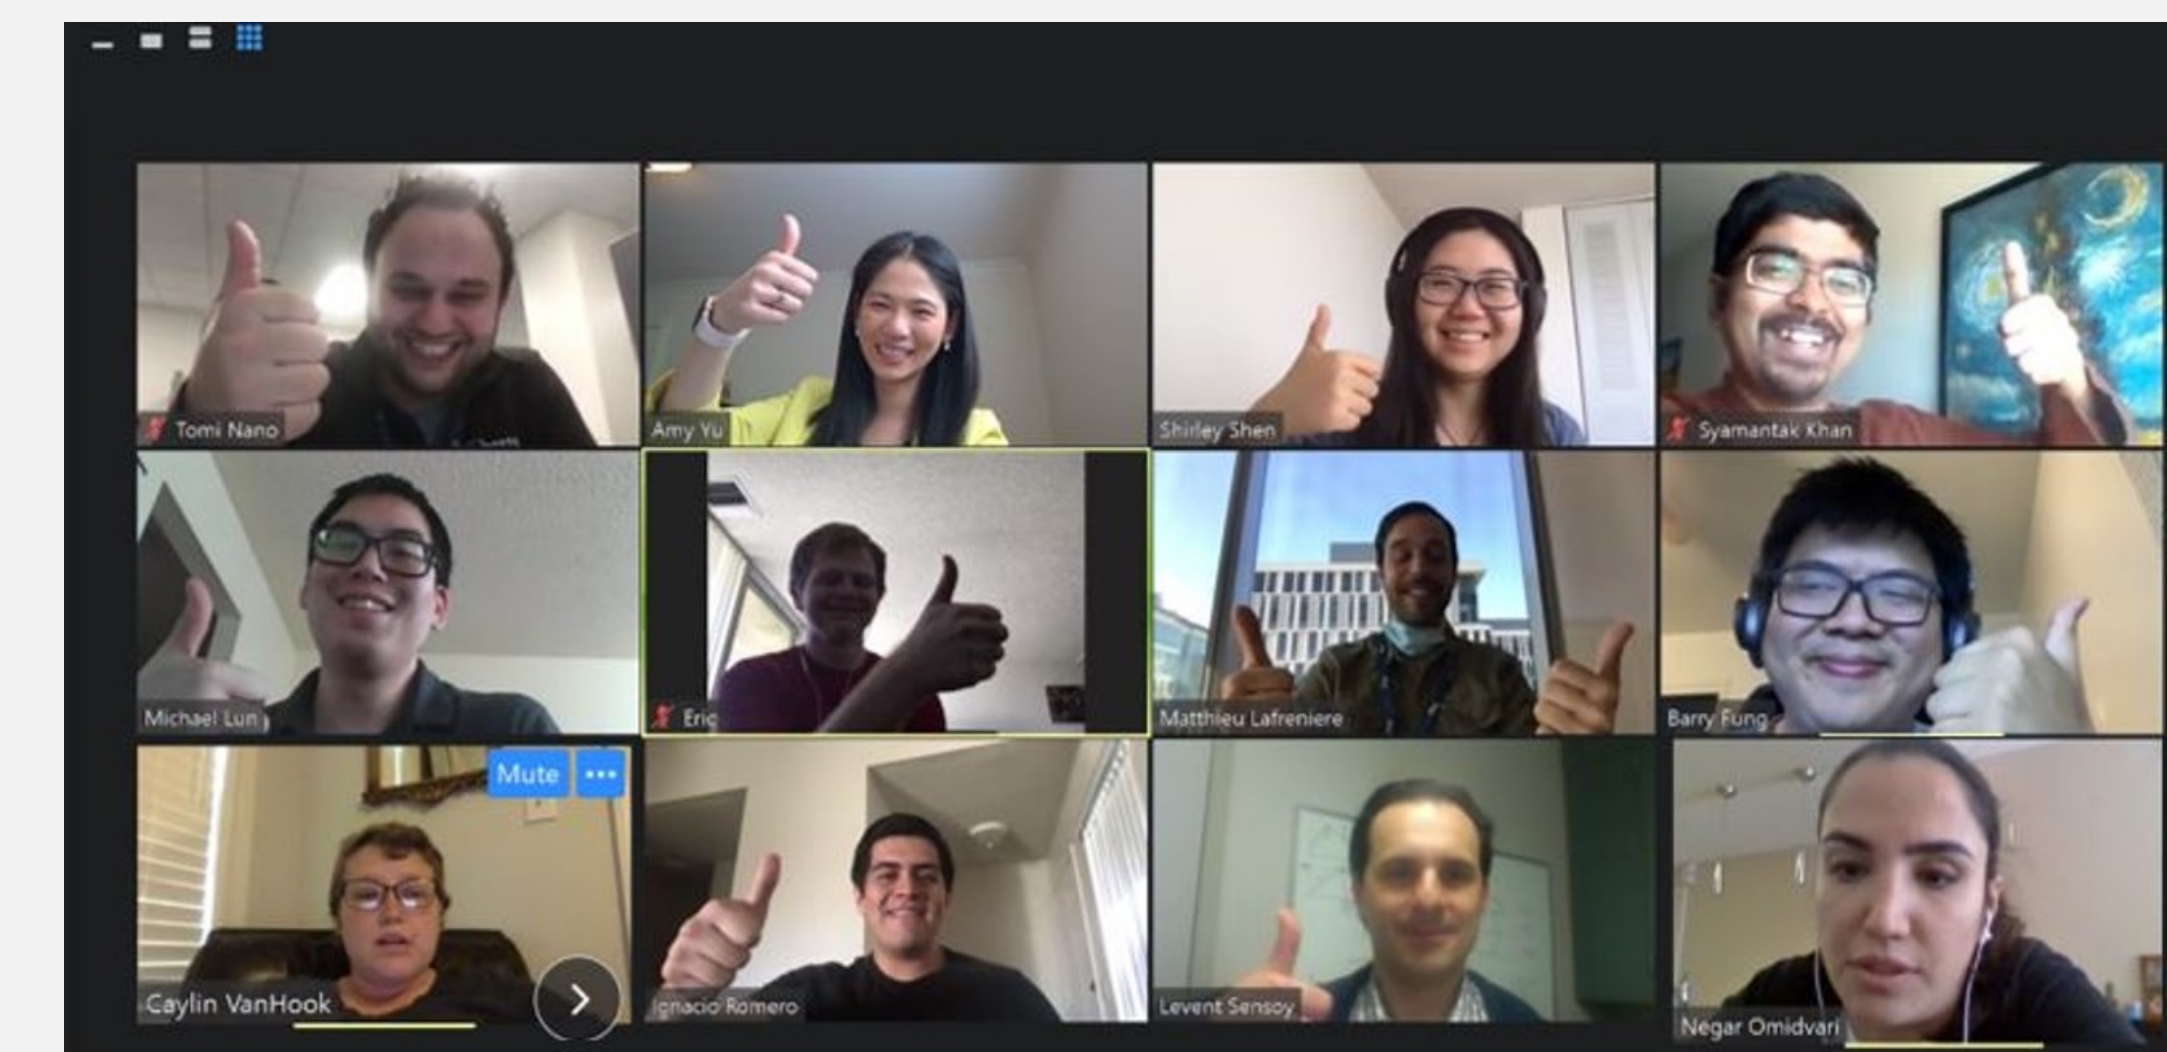 Tomi Nano
Amy Yu
Shirley Shen
Syamantak Khan
Michael Lun
Eric
Matthieu Lafreniere
Barry Fung
Mute
Caylin VanHook
Ignacio Romero
Levent Sensoy
Negar Omidvari